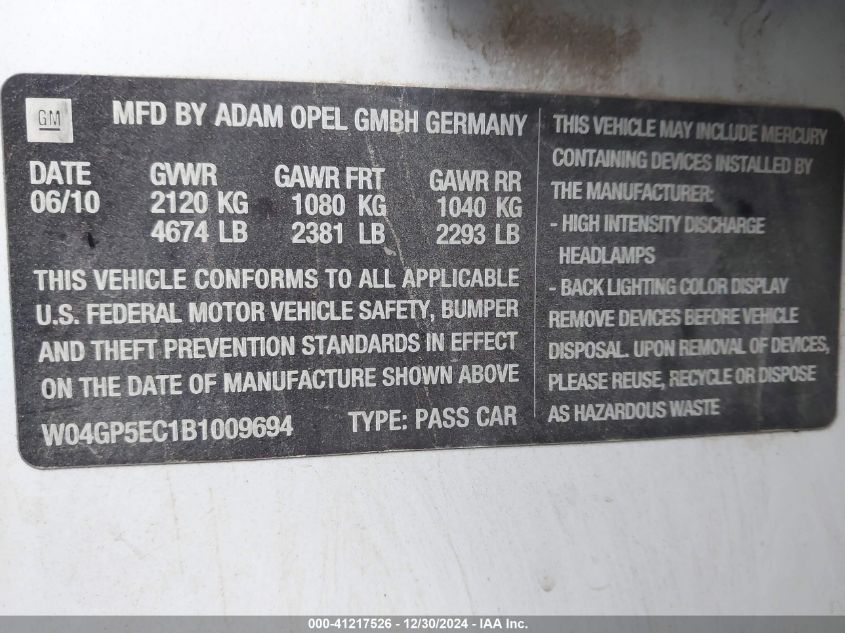 GM
MFD BY ADAM OPEL GMBH GERMANY
DATE GVWR GAWR FRT GAWR RR
06/10 2120 KG 1080 KG 1040 KG
4674 LB 2381 LB 2293 LB
THIS VEHICLE CONFORMS TO ALL APPLICABLE
U.S. FEDERAL MOTOR VEHICLE SAFETY, BUMPER
AND THEFT PREVENTION STANDARDS IN EFFECT
ON THE DATE OF MANUFACTURE SHOWN ABOVE
W04GP5EC1B1009694 TYPE: PASS CAR
THIS VEHICLE MAY INCLUDE MERCURY
CONTAINING DEVICES INSTALLED BY
THE MANUFACTURER:
- HIGH INTENSITY DISCHARGE
HEADLAMPS
- BACK LIGHTING COLOR DISPLAY
REMOVE DEVICES BEFORE VEHICLE
DISPOSAL. UPON REMOVAL OF DEVICES,
PLEASE REUSE, RECYCLE OR DISPOSE
AS HAZARDOUS WASTE
000-41217526 - 12/30/2024 - IAA Inc.